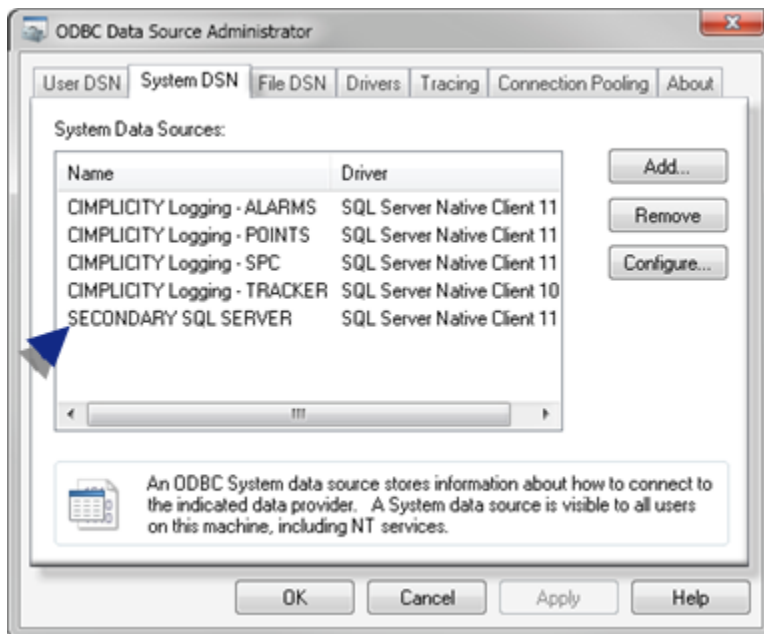 ODBC Data Source Administrator
User DSN System DSN File DSN Drivers Tracing Connection Pooling About
System Data Sources:
Name Driver
CIMPLICITY Logging - ALARMS SQL Server Native Client 11
CIMPLICITY Logging - POINTS SQL Server Native Client 11
CIMPLICITY Logging - SPC SQL Server Native Client 11
CIMPLICITY Logging - TRACKER SQL Server Native Client 10
SECONDARY SQL SERVER SQL Server Native Client 11
Add...
Remove
Configure...
An ODBC System data source stores information about how to connect to
the indicated data provider. A System data source is visible to all users
on this machine, including NT services.
OK Cancel Apply Help